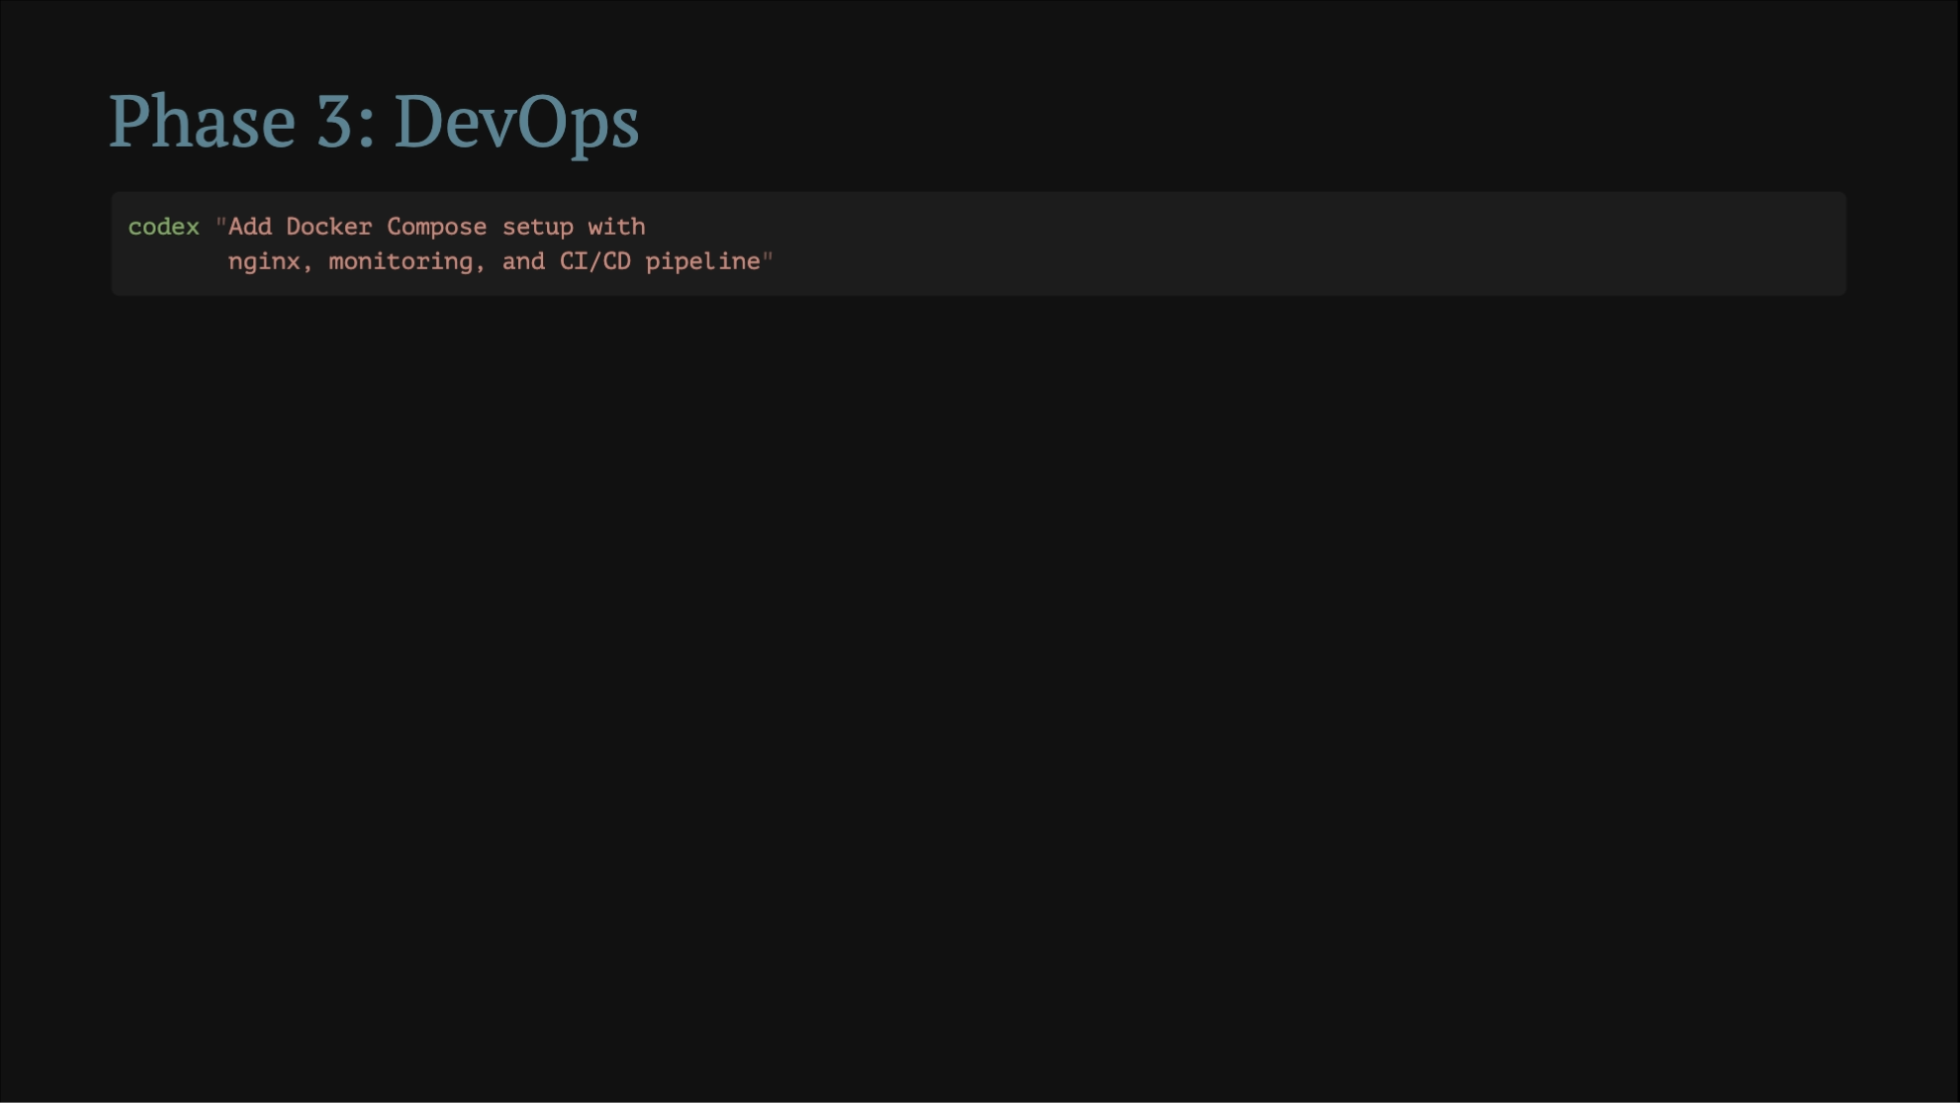 Phase 3: DevOps
codex "Add Docker Compose setup with
nginx, monitoring, and CI/CD pipeline"